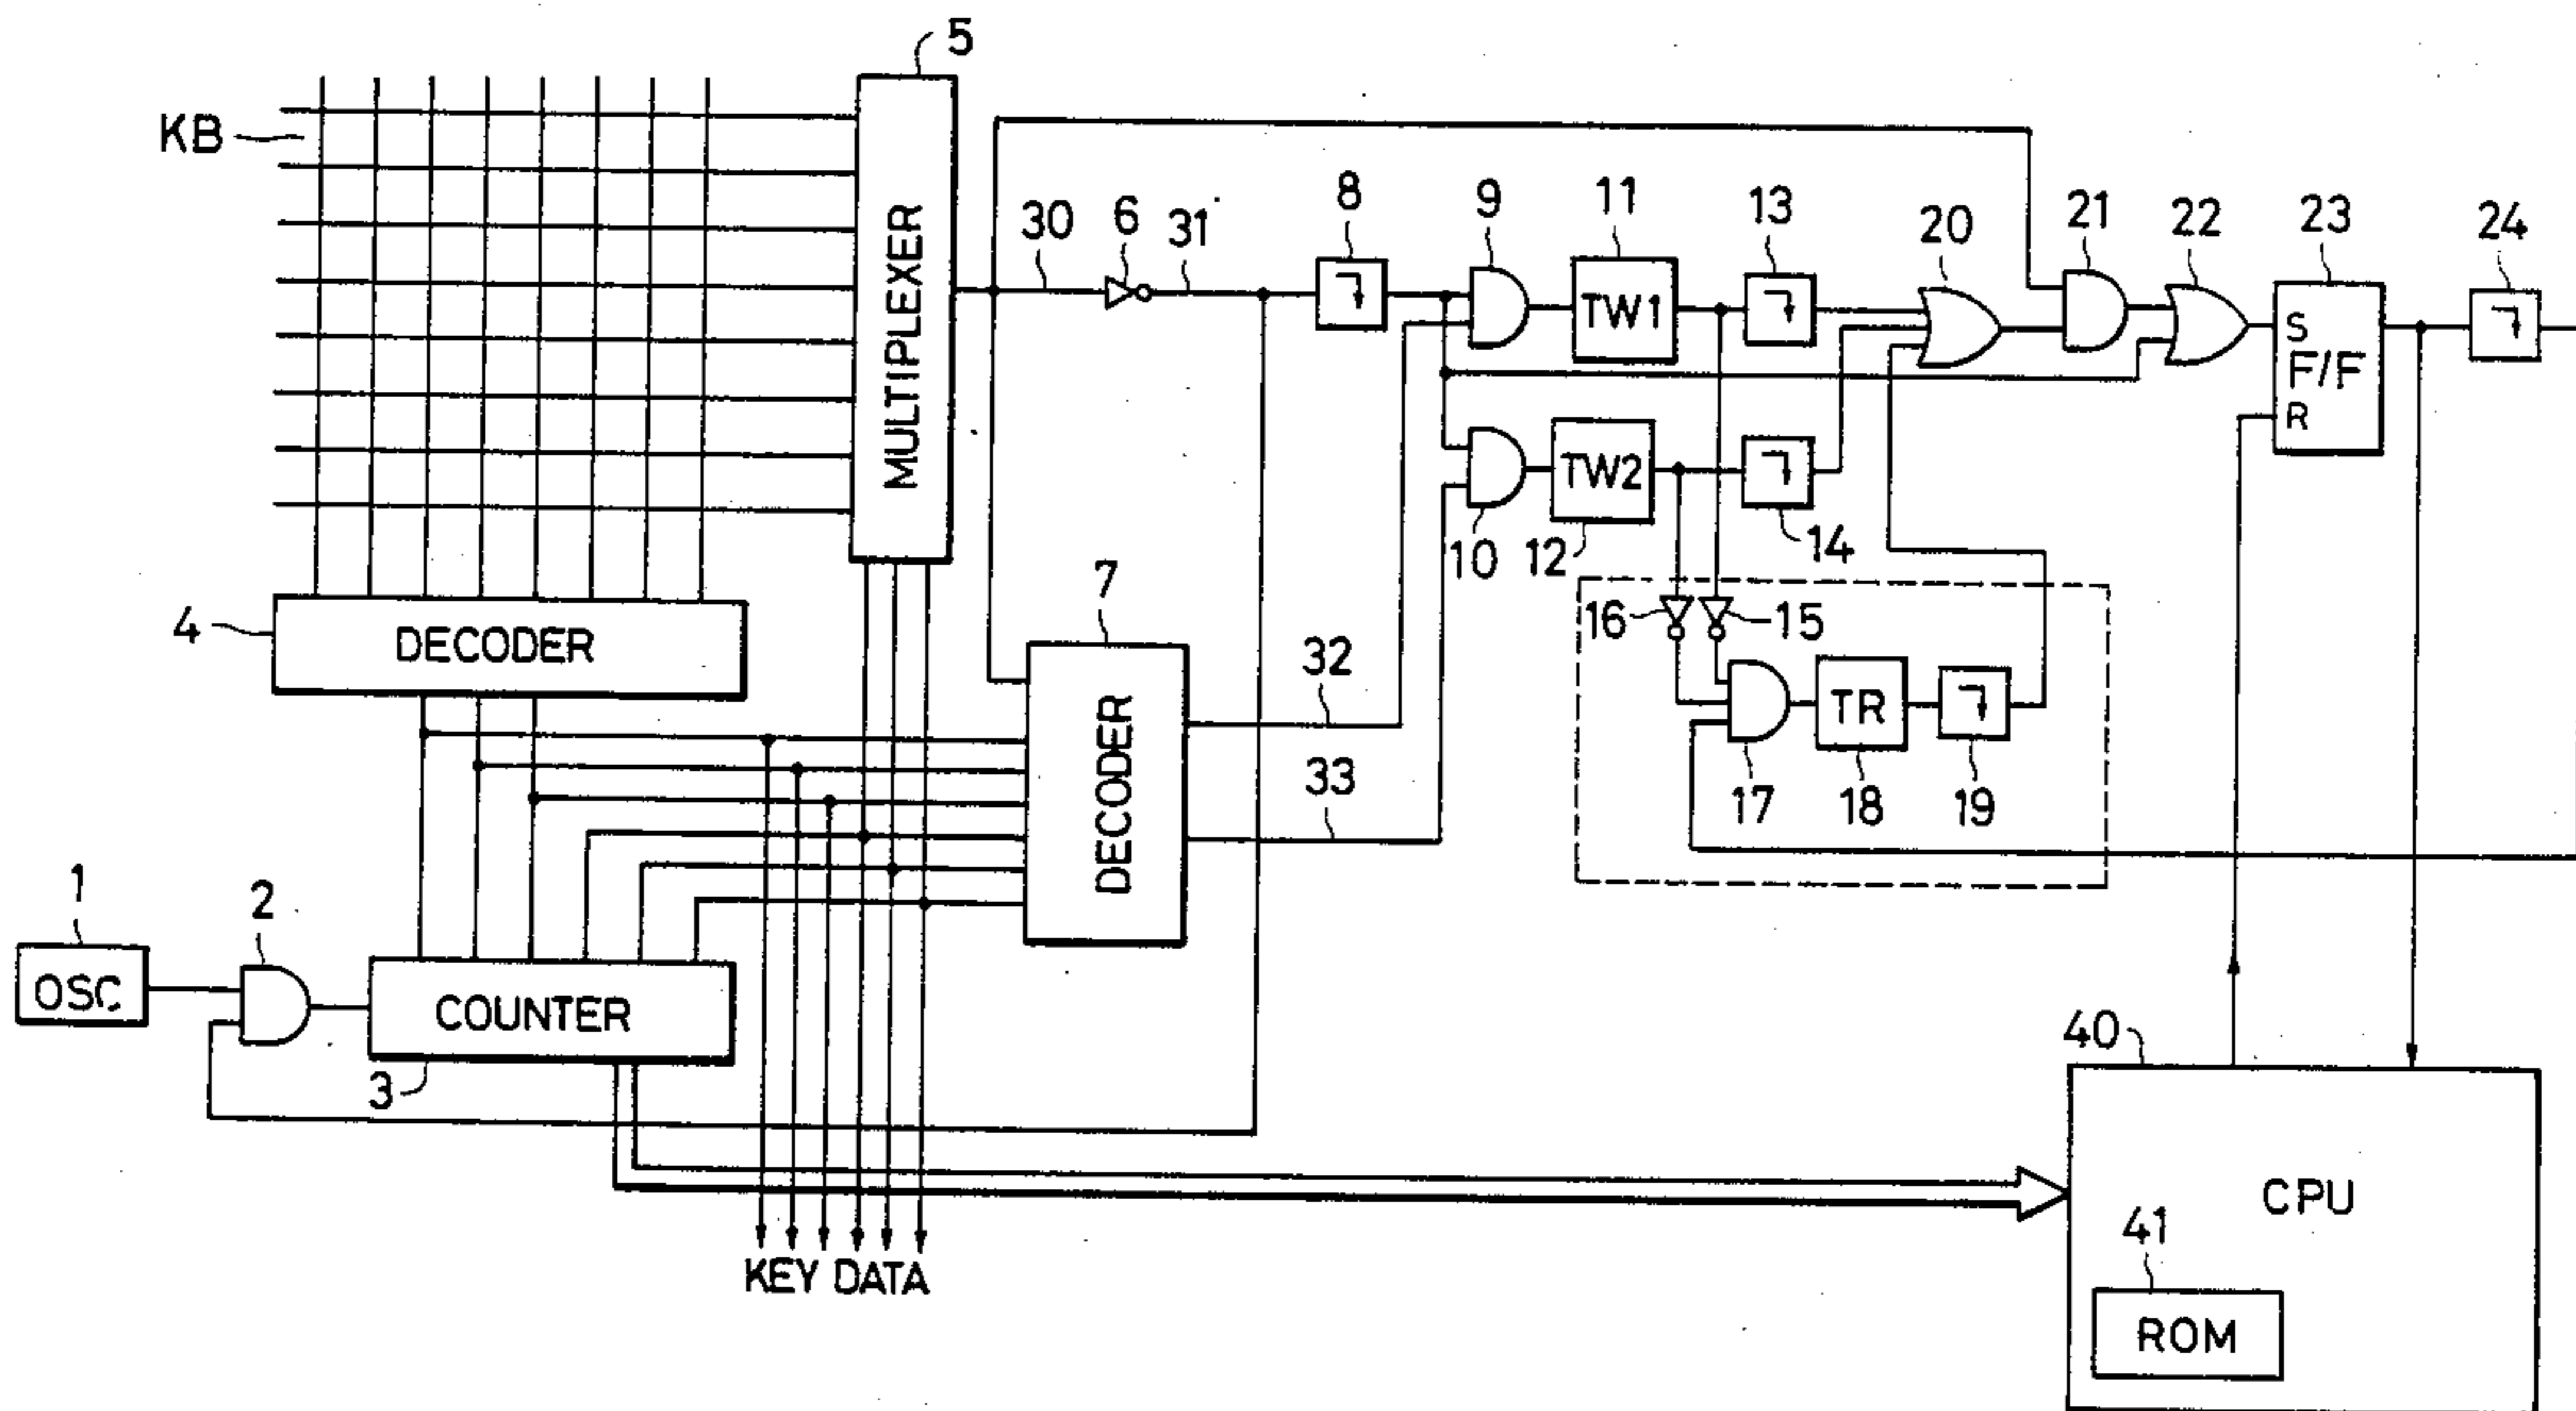 5
KB
MULTIPLEXER
30
6
31
8
9
11
13
20
21
22
23
24
TW1
S
F/F
R
TW2
10
12
14
4
DECODER
7
DECODER
32
33
16
15
TR
17
18
19
1
2
OSC
COUNTER
3
40
CPU
41
ROM
KEY DATA